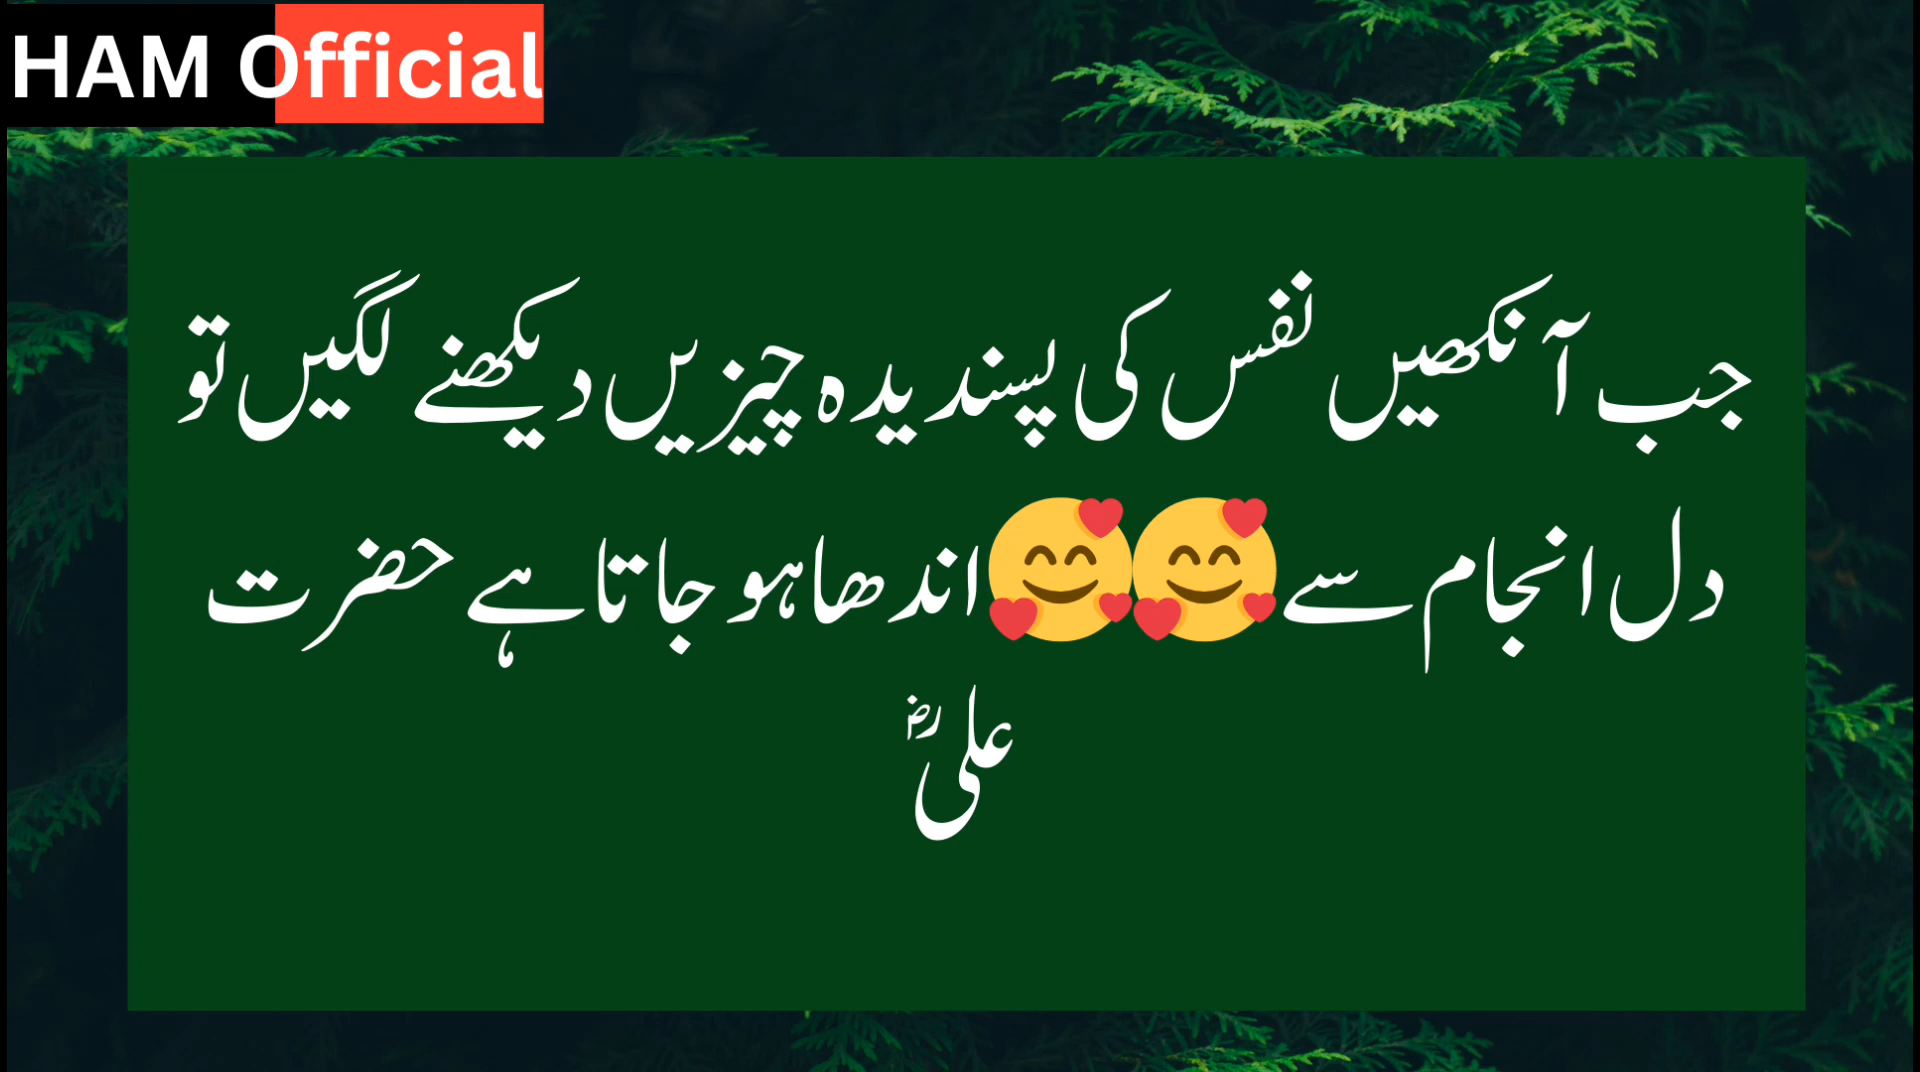 HAM Official
جب آنکھیں نفس کی پسندیدہ چیزیں دیکھنے لگیں تو
دل انجام سے🥰🥰اندھا ہو جاتا ہے حضرت
علیؓ